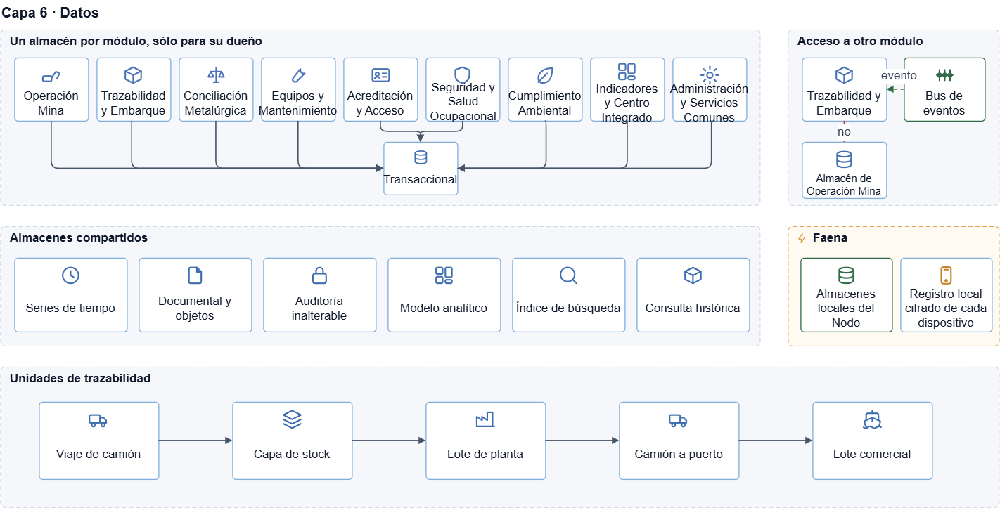 Capa 6 · Datos
Un almacén por módulo, sólo para su dueño
Operación
Mina
Trazabilidad
y Embarque
Conciliación
Metalúrgica
Equipos y
Mantenimiento
Acreditación
y Acceso
Seguridad y
Salud
Ocupacional
Cumplimiento
Ambiental
Indicadores
y Centro
Integrado
Administración
y Servicios
Comunes
Transaccional
Acceso a otro módulo
Trazabilidad y
Embarque
evento
Bus de
eventos
no
Almacén de
Operación Mina
Almacenes compartidos
Series de tiempo
Documental y
objetos
Auditoría
inalterable
Modelo analítico
Índice de búsqueda
Consulta histórica
Faena
Almacenes
locales del
Nodo
Registro local
cifrado de cada
dispositivo
Unidades de trazabilidad
Viaje de camión
Capa de stock
Lote de planta
Camión a puerto
Lote comercial